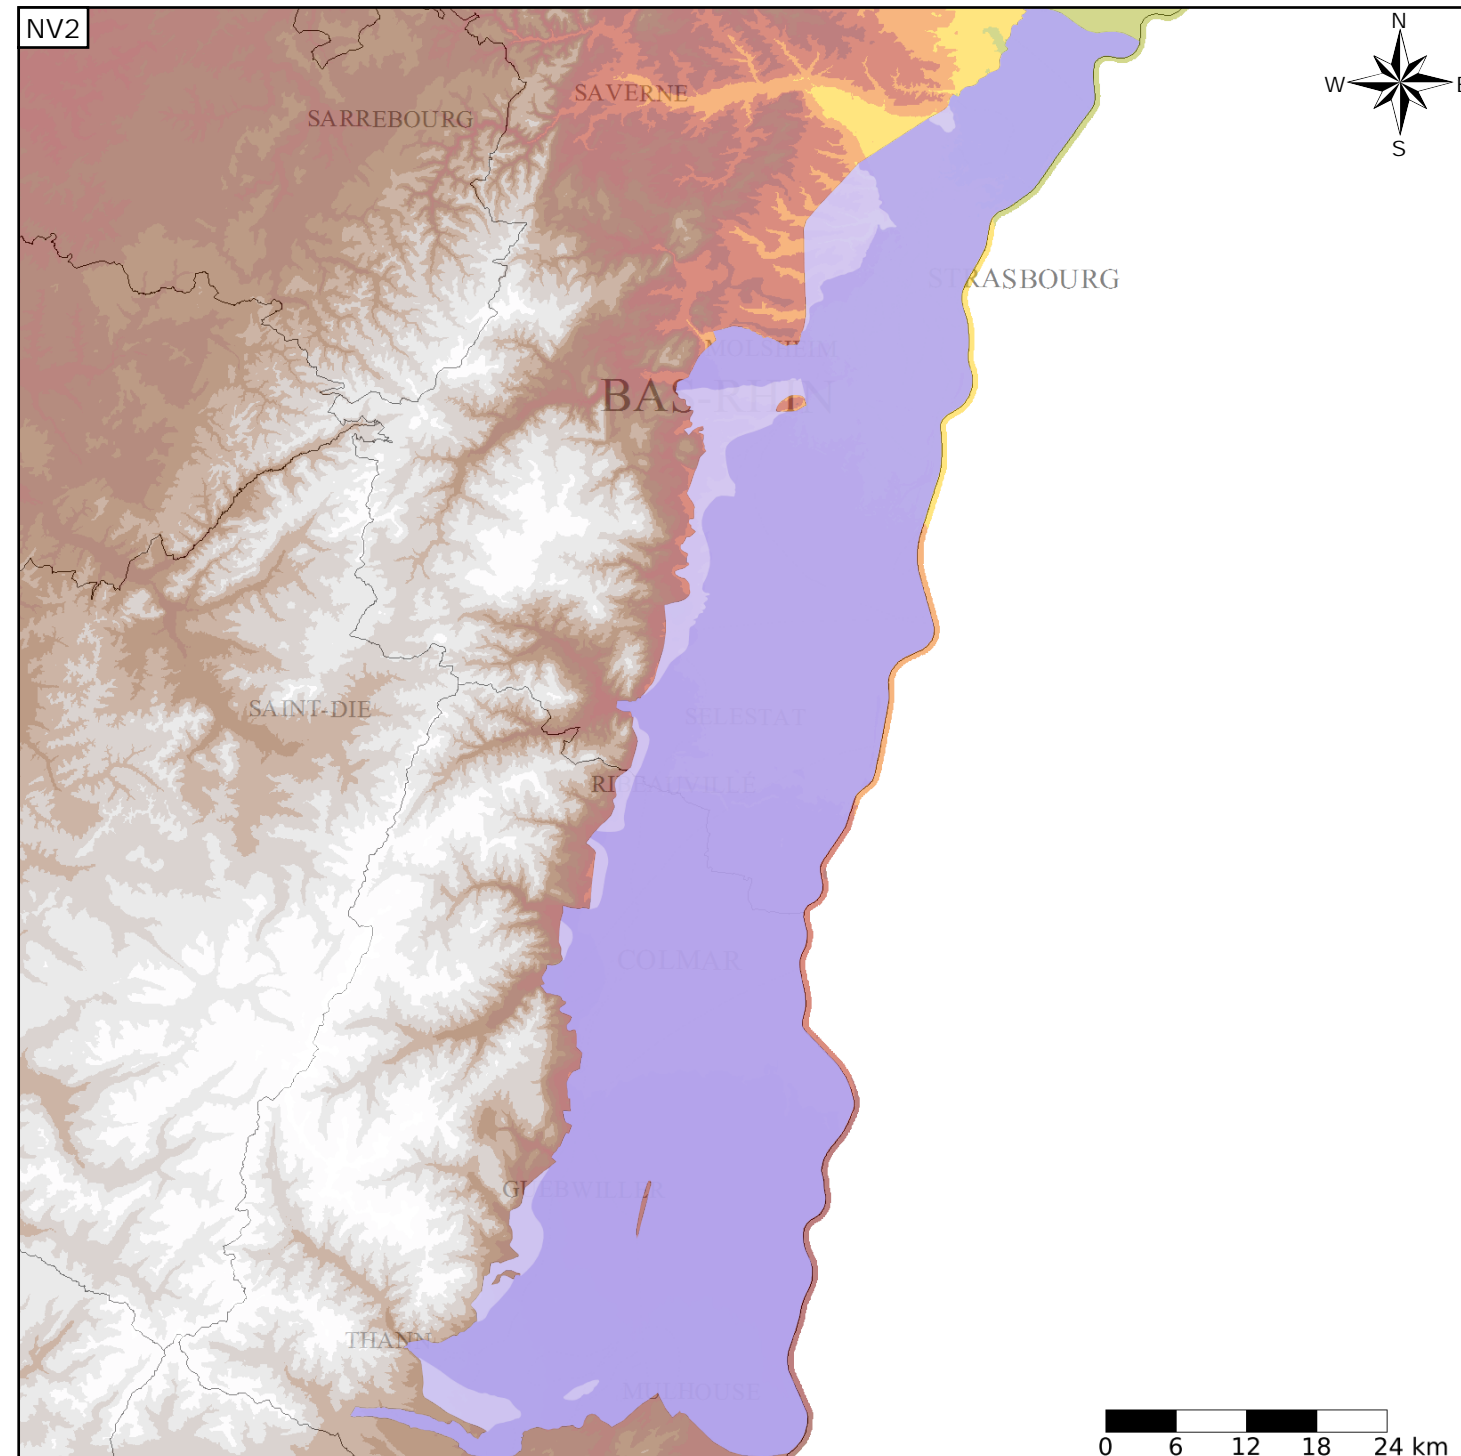 NV2
N
W
E
S
SAVERNE
SARREBOURG
STRASBOURG
MOLSHEIM
BAS-RHIN
SAINT-DIE
SELESTAT
RIBEAUVILLÉ
COLMAR
GUEBWILLER
THANN
MULHOUSE
0 6 12 18 24 km